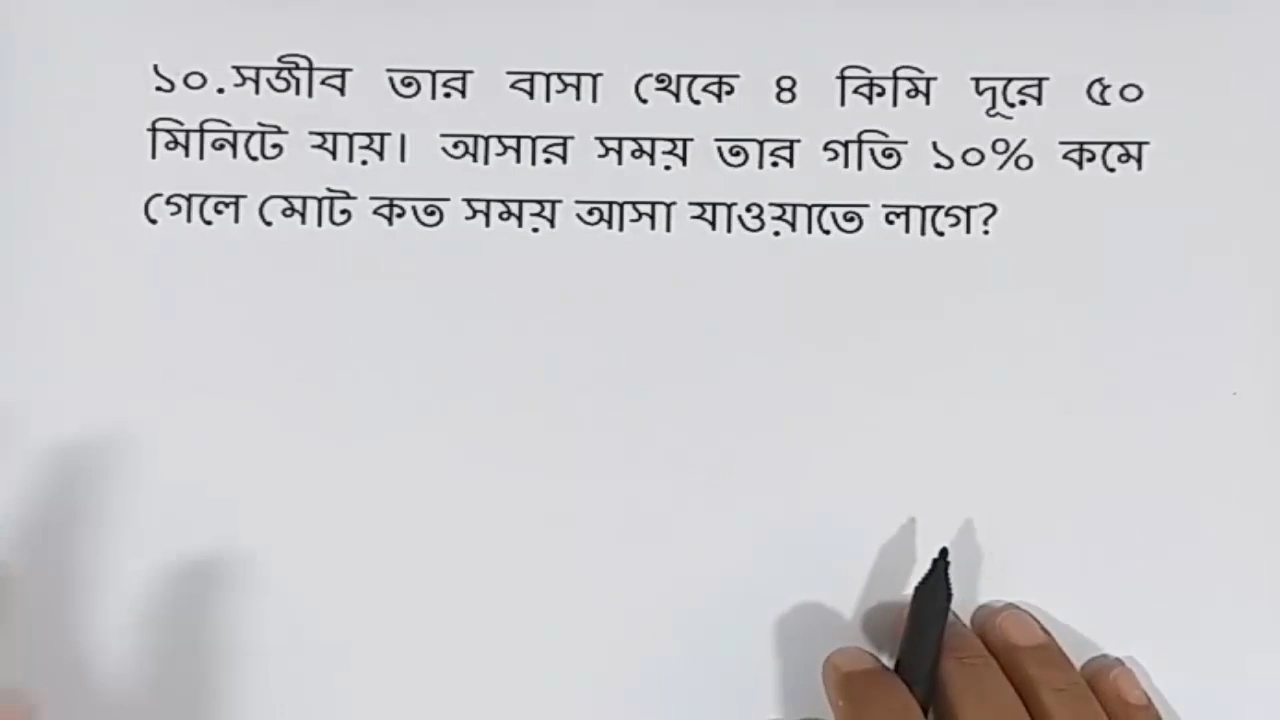 ১০.সজীব তার বাসা থেকে ৪ কিমি দূরে ৫০
মিনিটে যায়। আসার সময় তার গতি ১০% কমে
গেলে মোট কত সময় আসা যাওয়াতে লাগে?